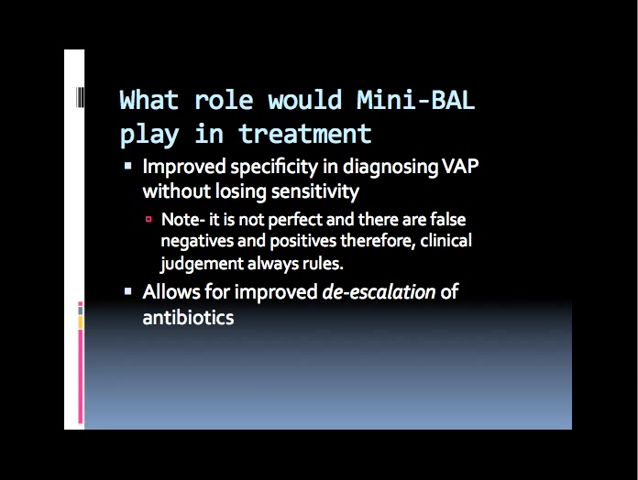 What role would Mini-BAL
play in treatment
Improved specificity in diagnosing VAP
without losing sensitivity
Note- it is not perfect and there are false
negatives and positives therefore, clinical
judgement always rules.
Allows for improved de-escalation of
antibiotics